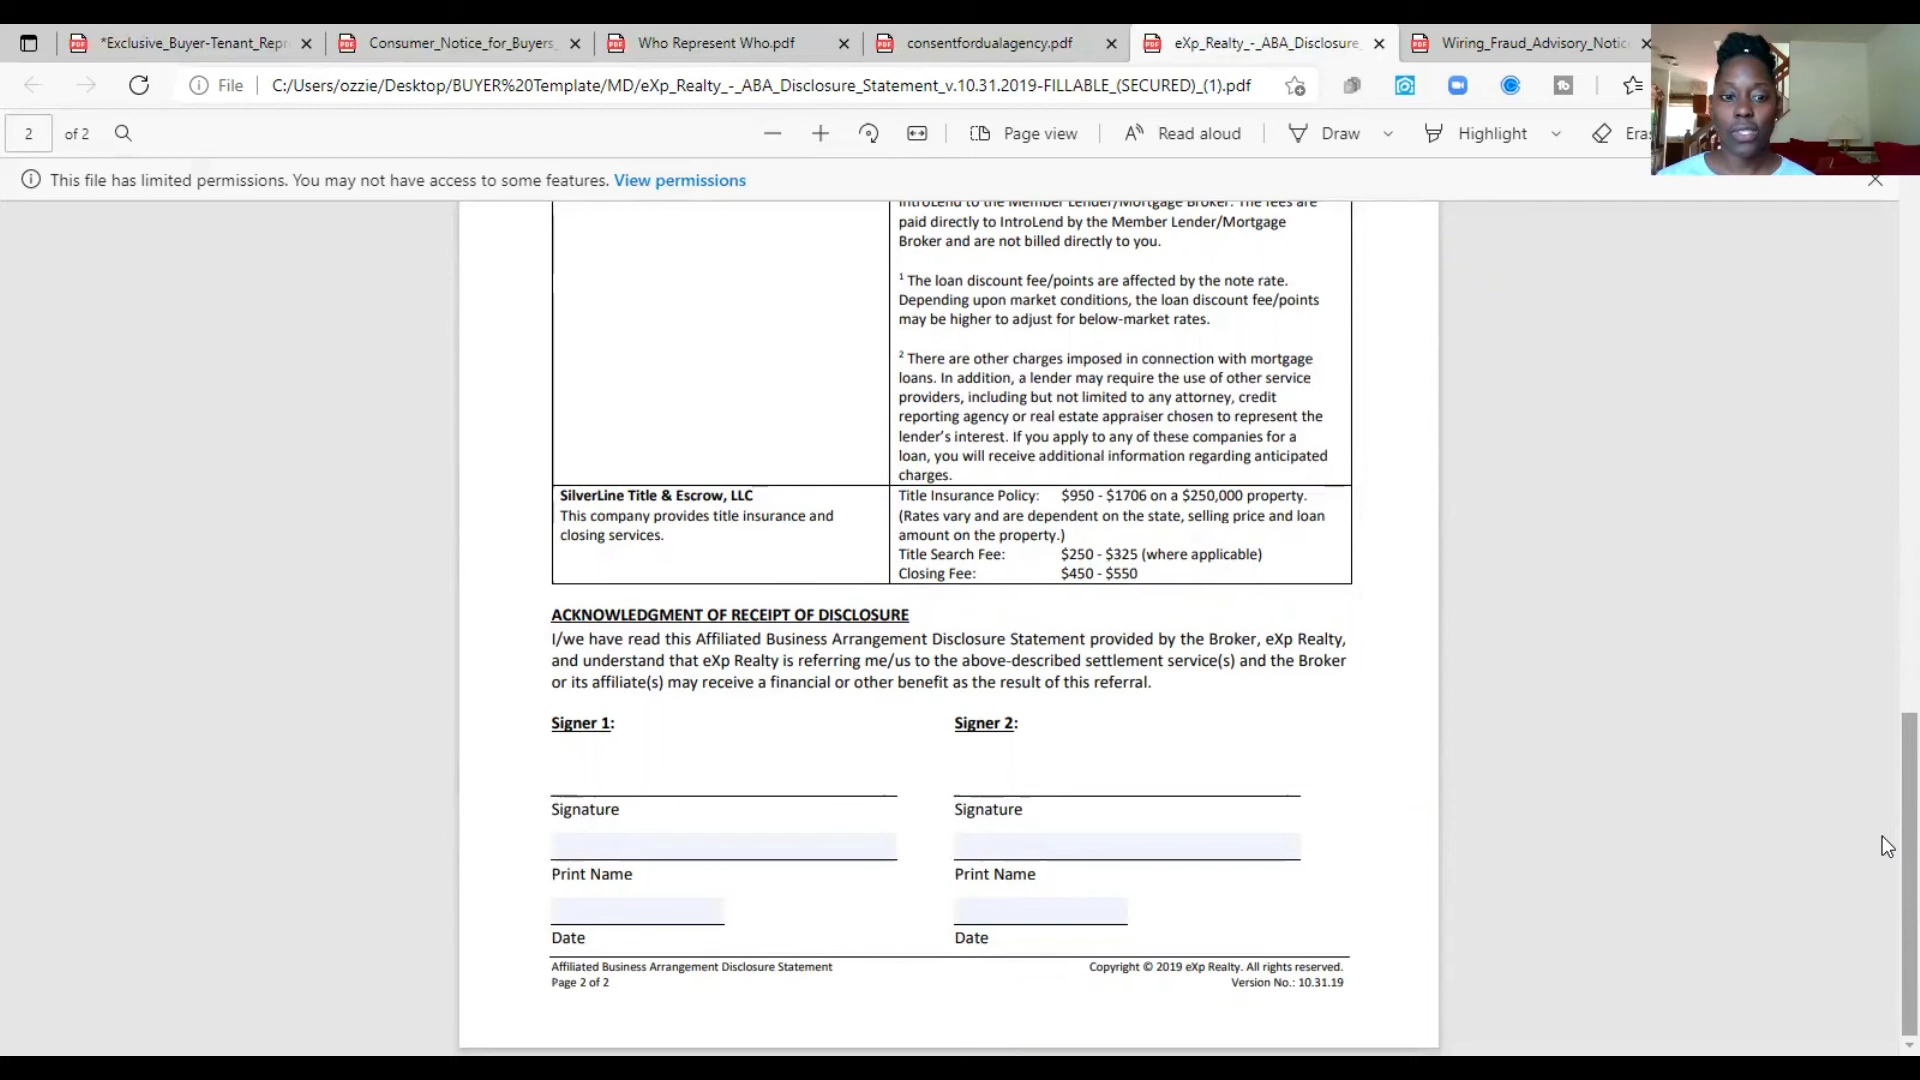 *Exclusive_Buyer-Tenant_Repr
Consumer_Notice_for_Buyers_
Who Represent Who.pdf
consentfordualagency.pdf
eXp_Realty_-_ABA_Disclosure_
Wiring_Fraud_Advisory_Notic
File
C:/Users/ozzie/Desktop/BUYER%20Template/MD/eXp_Realty_-_ABA_Disclosure_Statement_v.10.31.2019-FILLABLE_(SECURED)_(1).pdf
2 of 2
Page view
Read aloud
Draw
Highlight
Eras
This file has limited permissions. You may not have access to some features. View permissions
IntroLend to the Member Lender/Mortgage Broker. The fees are
paid directly to IntroLend by the Member Lender/Mortgage
Broker and are not billed directly to you.
1 The loan discount fee/points are affected by the note rate.
Depending upon market conditions, the loan discount fee/points
may be higher to adjust for below-market rates.
2 There are other charges imposed in connection with mortgage
loans. In addition, a lender may require the use of other service
providers, including but not limited to any attorney, credit
reporting agency or real estate appraiser chosen to represent the
lender's interest. If you apply to any of these companies for a
loan, you will receive additional information regarding anticipated
charges.
SilverLine Title & Escrow, LLC
This company provides title insurance and
closing services.
Title Insurance Policy: $950 - $1706 on a $250,000 property.
(Rates vary and are dependent on the state, selling price and loan
amount on the property.)
Title Search Fee: $250 - $325 (where applicable)
Closing Fee: $450 - $550
ACKNOWLEDGMENT OF RECEIPT OF DISCLOSURE
I/we have read this Affiliated Business Arrangement Disclosure Statement provided by the Broker, eXp Realty,
and understand that eXp Realty is referring me/us to the above-described settlement service(s) and the Broker
or its affiliate(s) may receive a financial or other benefit as the result of this referral.
Signer 1:
Signer 2:
Signature
Signature
Print Name
Print Name
Date
Date
Affiliated Business Arrangement Disclosure Statement
Page 2 of 2
Copyright © 2019 eXp Realty. All rights reserved.
Version No.: 10.31.19